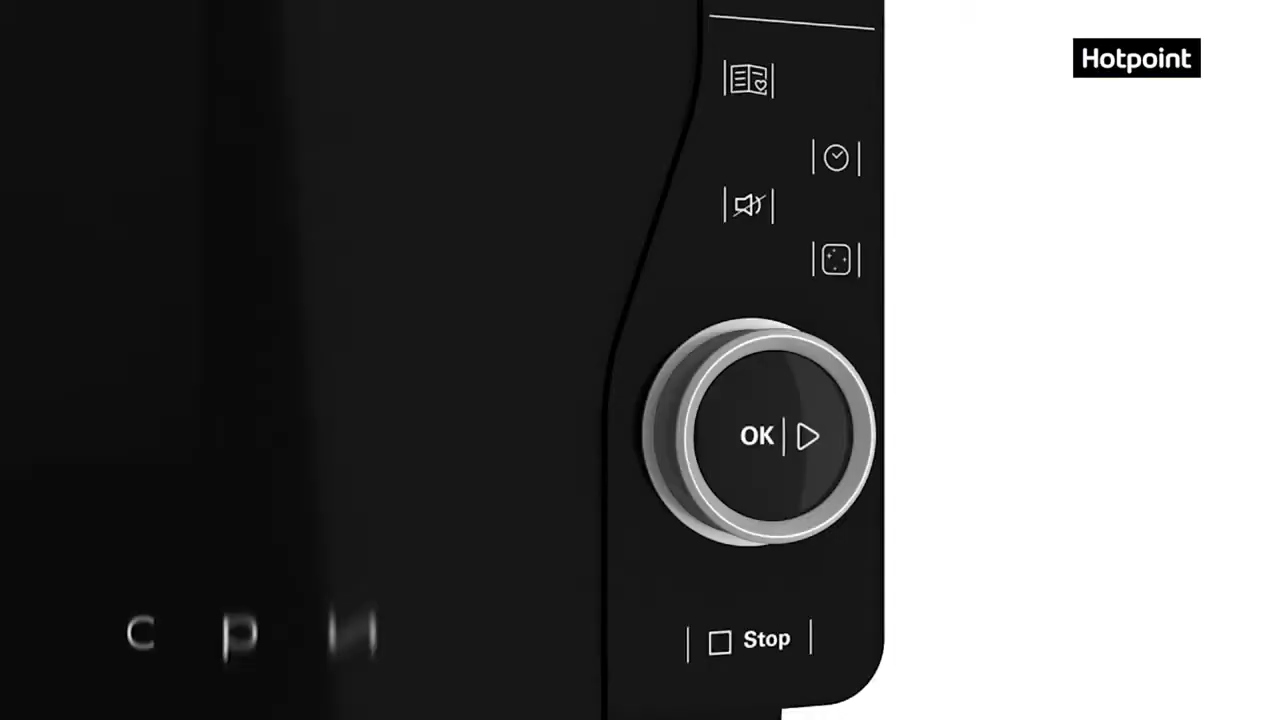 Hotpoint
OK
Stop
с р и